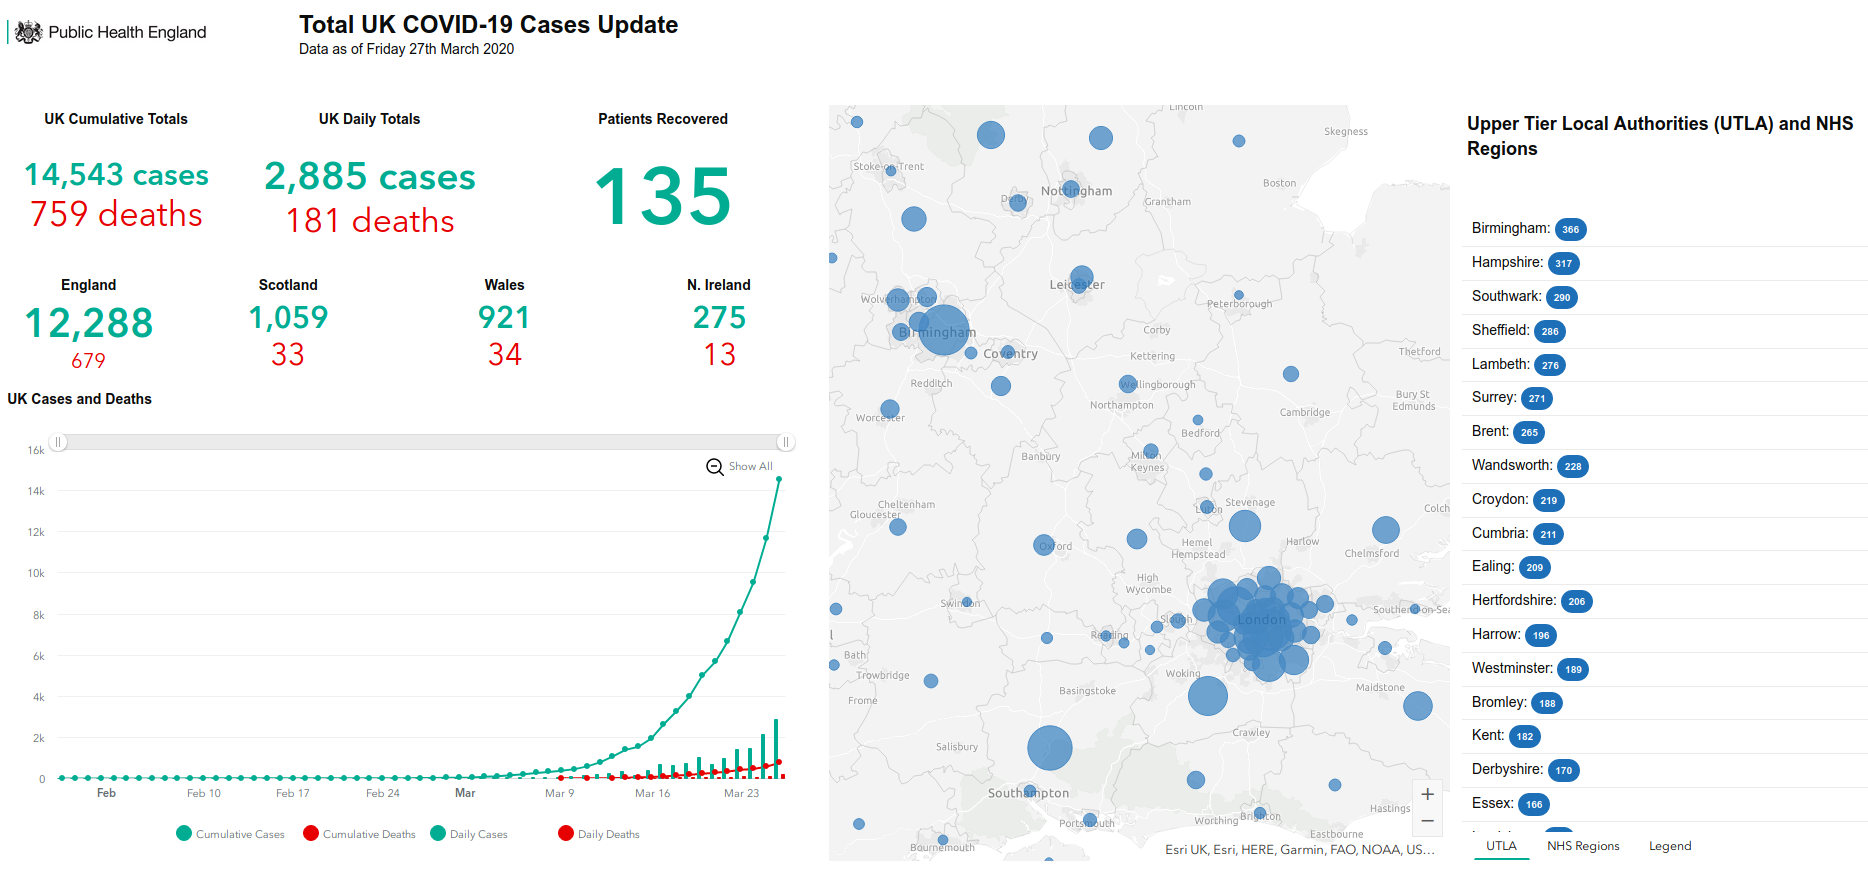 Public Health England
Total UK COVID-19 Cases Update
Data as of Friday 27th March 2020
UK Cumulative Totals
14,543 cases
759 deaths
UK Daily Totals
2,885 cases
181 deaths
Patients Recovered
135
England
12,288
679
Scotland
1,059
33
Wales
921
34
N. Ireland
275
13
UK Cases and Deaths
Show All
16k
14k
12k
10k
8k
6k
4k
2k
0
Feb
Feb 10
Feb 17
Feb 24
Mar
Mar 9
Mar 16
Mar 23
Cumulative Cases
Cumulative Deaths
Daily Cases
Daily Deaths
Lincoln
Skegness
Stoke-on-Trent
Boston
Nottingham
Derby
Grantham
Leicester
Wolverhampton
Peterborough
Birmingham
Corby
Coventry
Kettering
Thetford
Redditch
Wellingborough
Bury St
Edmunds
Northampton
Worcester
Cambridge
Bedford
Banbury
Milton
Keynes
Cheltenham
Gloucester
Stevenage
Luton
Colch
Oxford
Hemel
Hempstead
Harlow
Chelmsford
High
Wycombe
Swindon
Southend-on-Sea
London
Slough
Reading
Bath
Trowbridge
Woking
Maidstone
Basingstoke
Frome
Crawley
Salisbury
Southampton
Hastings
Portsmouth
Worthing
Brighton
Eastbourne
Bournemouth
+
−
Esri UK, Esri, HERE, Garmin, FAO, NOAA, US...
Upper Tier Local Authorities (UTLA) and NHS
Regions
Birmingham: 366
Hampshire: 317
Southwark: 290
Sheffield: 286
Lambeth: 276
Surrey: 271
Brent: 265
Wandsworth: 228
Croydon: 219
Cumbria: 211
Ealing: 209
Hertfordshire: 206
Harrow: 196
Westminster: 189
Bromley: 188
Kent: 182
Derbyshire: 170
Essex: 166
UTLA
NHS Regions
Legend